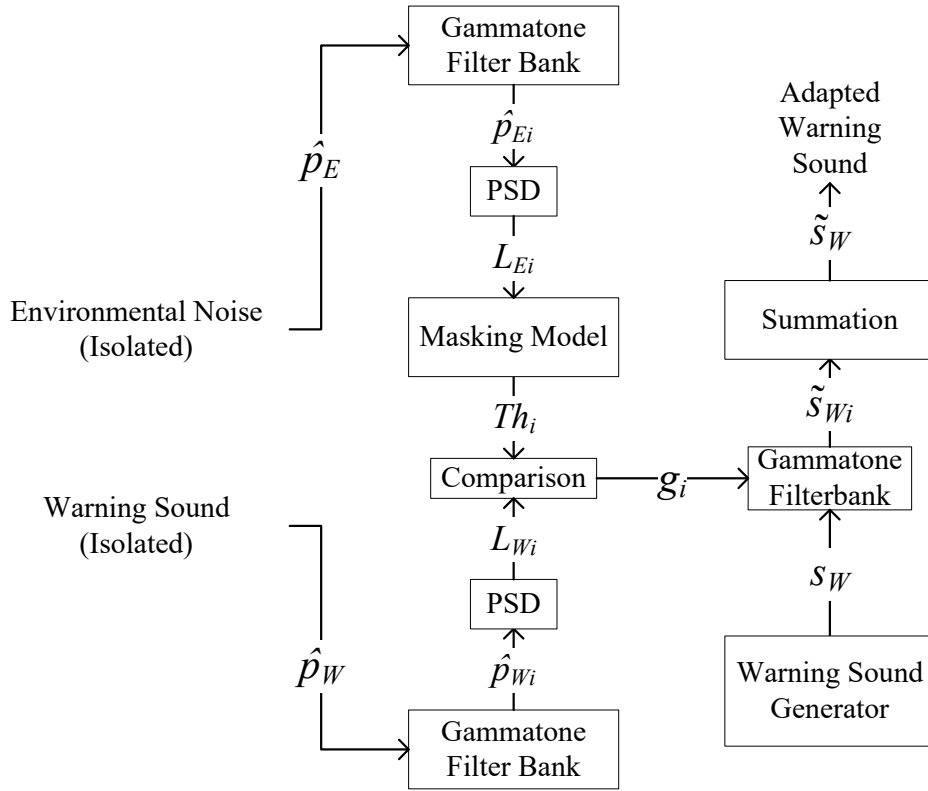 Gammatone
Filter Bank
p̂_E
p̂_Ei
PSD
L_Ei
Environmental Noise
(Isolated)
Masking Model
Th_i
Comparison
g_i
Warning Sound
(Isolated)
L_Wi
PSD
p̂_W
p̂_Wi
Gammatone
Filter Bank
Adapted
Warning
Sound
s̃_W
Summation
s̃_Wi
Gammatone
Filterbank
s_W
Warning Sound
Generator